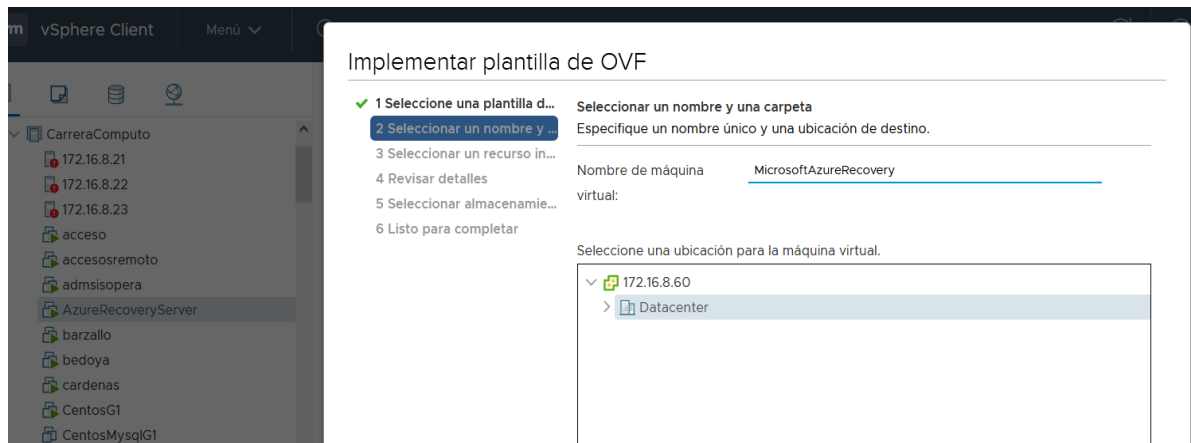 m vSphere Client Menú
Implementar plantilla de OVF
1 Seleccione una plantilla d...
2 Seleccionar un nombre y ...
3 Seleccionar un recurso in...
4 Revisar detalles
5 Seleccionar almacenamie...
6 Listo para completar
Seleccionar un nombre y una carpeta
Especifique un nombre único y una ubicación de destino.
Nombre de máquina
virtual:
MicrosoftAzureRecovery
Seleccione una ubicación para la máquina virtual.
172.16.8.60
Datacenter
CarreraComputo
172.16.8.21
172.16.8.22
172.16.8.23
acceso
accesosremoto
admsisopera
AzureRecoveryServer
barzallo
bedoya
cardenas
CentosG1
CentosMysqlG1